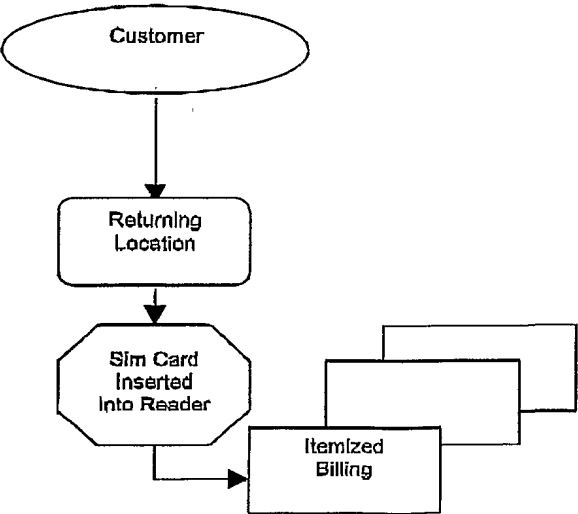 Customer
Returning
Location
Sim Card
Inserted
Into Reader
Itemized
Billing